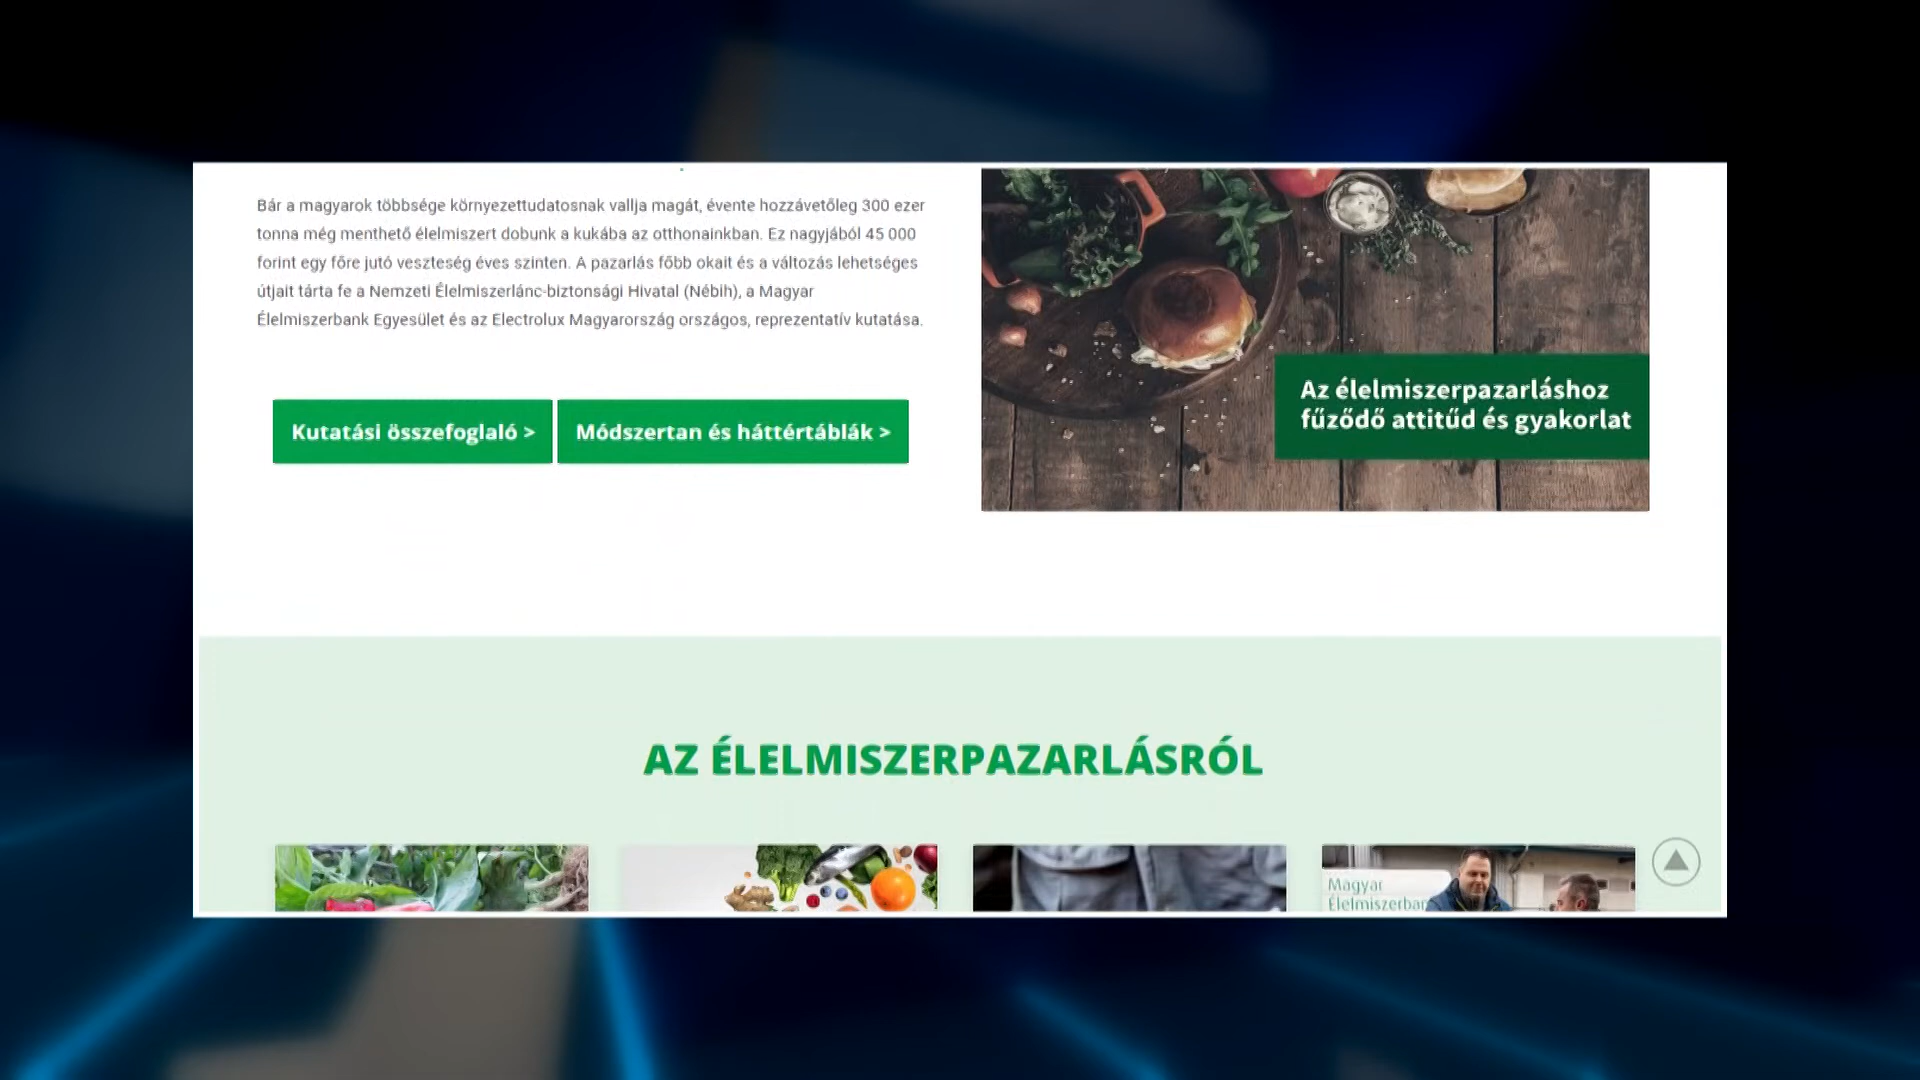 Bár a magyarok többsége környezettudatosnak vallja magát, évente hozzávetőleg 300 ezer
tonna még menthető élelmiszert dobunk a kukába az otthonainkban. Ez nagyjából 45 000
forint egy főre jutó veszteség éves szinten. A pazarlás főbb okait és a változás lehetséges
útjait tárta fe a Nemzeti Élelmiszerlánc-biztonsági Hivatal (Nébih), a Magyar
Élelmiszerbank Egyesület és az Electrolux Magyarország országos, reprezentatív kutatása.
Kutatási összefoglaló >
Módszertan és háttértáblák >
Az élelmiszerpazarláshoz
fűződő attitűd és gyakorlat
AZ ÉLELMISZERPAZARLÁSRÓL
Magyar
Élelmiszerban